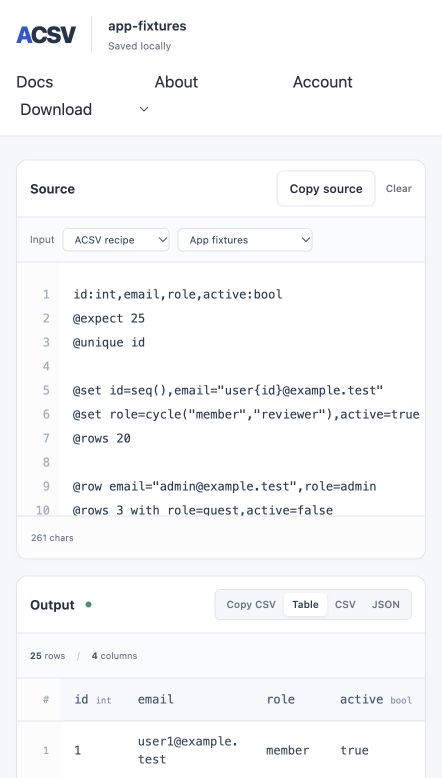 ACSV
app-fixtures
Saved locally
Docs About Account
Download
Source Copy source Clear
Input ACSV recipe App fixtures
1 id:int,email,role,active:bool
2 @expect 25
3 @unique id
4
5 @set id=seq(),email="user{id}@example.test"
6 @set role=cycle("member","reviewer"),active=true
7 @rows 20
8
9 @row email="admin@example.test",role=admin
10 @rows 3 with role=guest,active=false
261 chars
Output Copy CSV Table CSV JSON
25 rows / 4 columns
# id int email role active bool
1 1 user1@example.
test member true